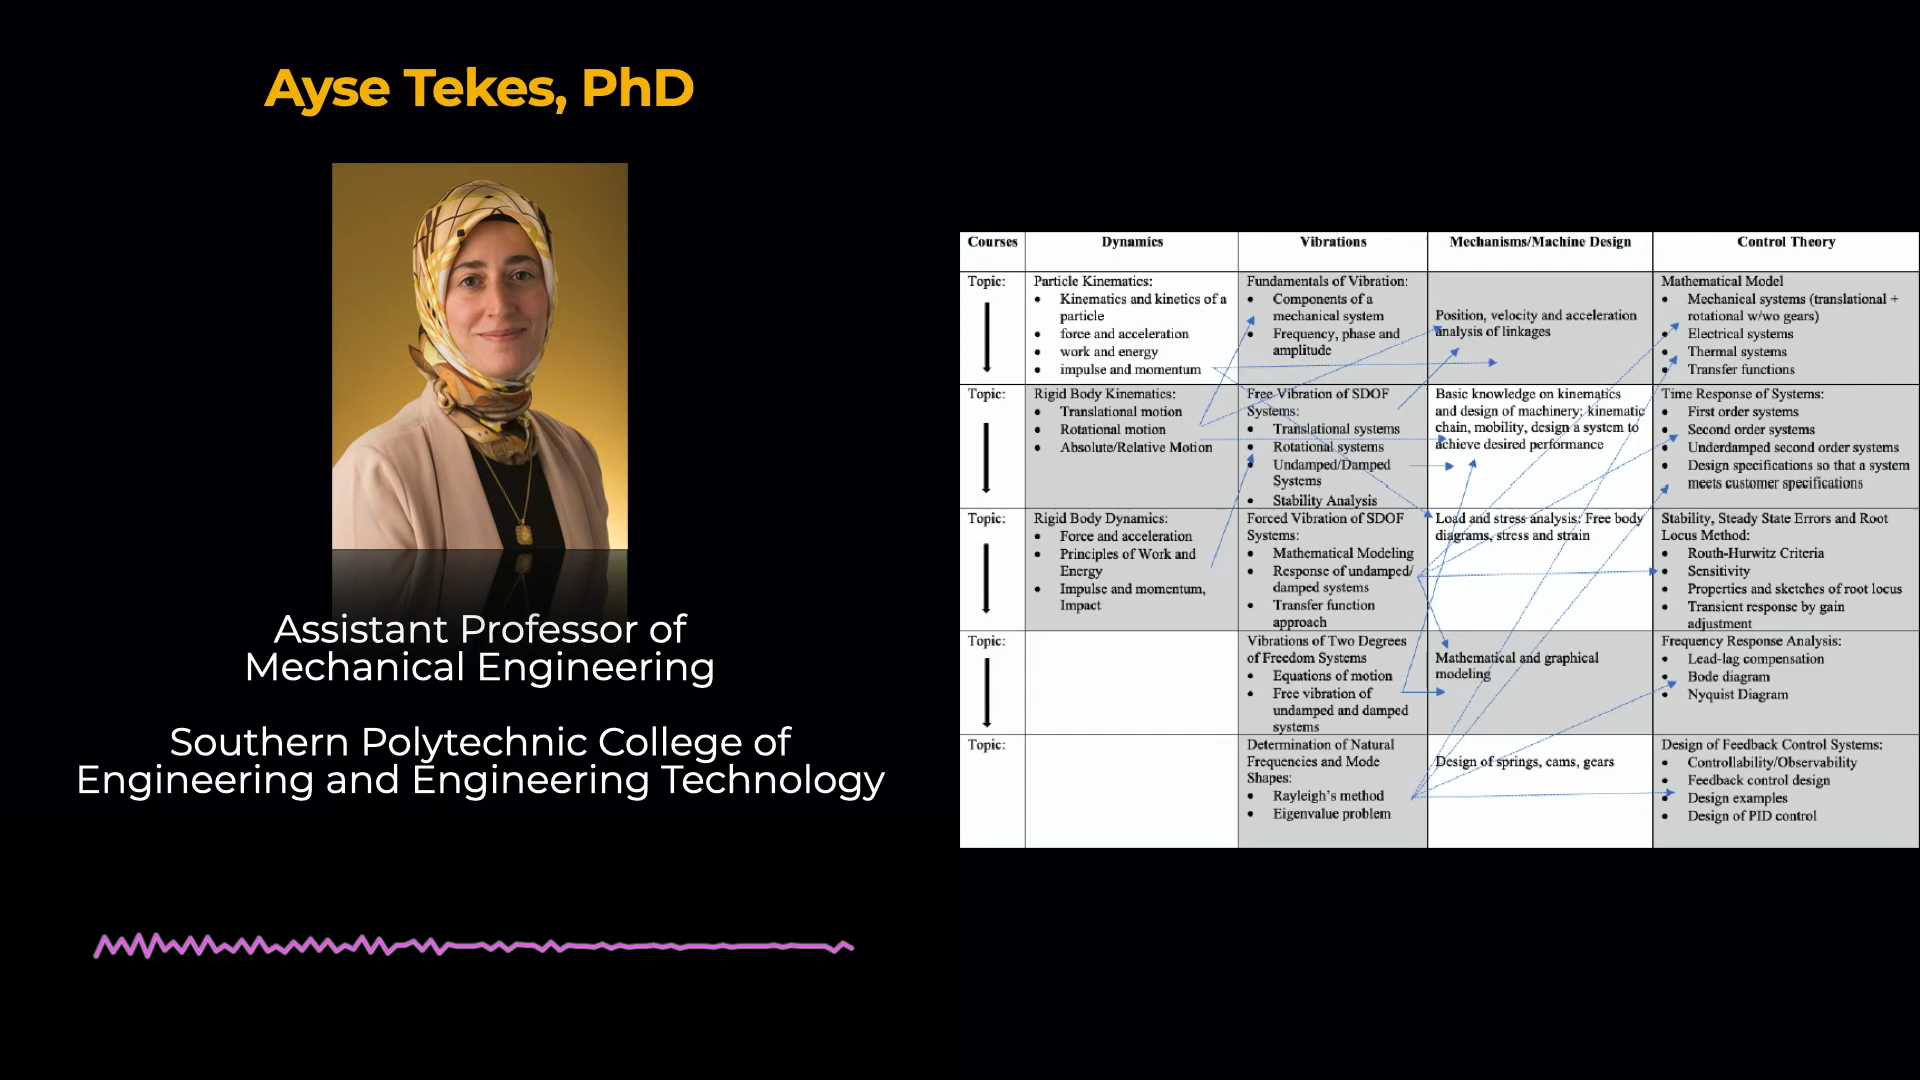 Ayse Tekes, PhD
Assistant Professor of
Mechanical Engineering
Southern Polytechnic College of
Engineering and Engineering Technology
Courses
Dynamics
Vibrations
Mechanisms/Machine Design
Control Theory
Topic:
Particle Kinematics:
• Kinematics and kinetics of a
particle
• force and acceleration
• work and energy
• impulse and momentum
Fundamentals of Vibration:
• Components of a
mechanical system
• Frequency, phase and
amplitude
Position, velocity and acceleration
analysis of linkages
Mathematical Model
• Mechanical systems (translational +
rotational w/wo gears)
• Electrical systems
• Thermal systems
• Transfer functions
Topic:
Rigid Body Kinematics:
• Translational motion
• Rotational motion
• Absolute/Relative Motion
Free Vibration of SDOF
Systems:
• Translational systems
• Rotational systems
• Undamped/Damped
Systems
• Stability Analysis
Basic knowledge on kinematics
and design of machinery; kinematic
chain, mobility, design a system to
achieve desired performance
Time Response of Systems:
• First order systems
• Second order systems
• Underdamped second order systems
• Design specifications so that a system
meets customer specifications
Topic:
Rigid Body Dynamics:
• Force and acceleration
• Principles of Work and
Energy
• Impulse and momentum,
Impact
Forced Vibration of SDOF
Systems:
• Mathematical Modeling
• Response of undamped/
damped systems
• Transfer function
approach
Load and stress analysis: Free body
diagrams, stress and strain
Stability, Steady State Errors and Root
Locus Method:
• Routh-Hurwitz Criteria
• Sensitivity
• Properties and sketches of root locus
• Transient response by gain
adjustment
Topic:
Vibrations of Two Degrees
of Freedom Systems
• Equations of motion
• Free vibration of
undamped and damped
systems
Mathematical and graphical
modeling
Frequency Response Analysis:
• Lead-lag compensation
• Bode diagram
• Nyquist Diagram
Topic:
Determination of Natural
Frequencies and Mode
Shapes:
• Rayleigh's method
• Eigenvalue problem
Design of springs, cams, gears
Design of Feedback Control Systems:
• Controllability/Observability
• Feedback control design
• Design examples
• Design of PID control